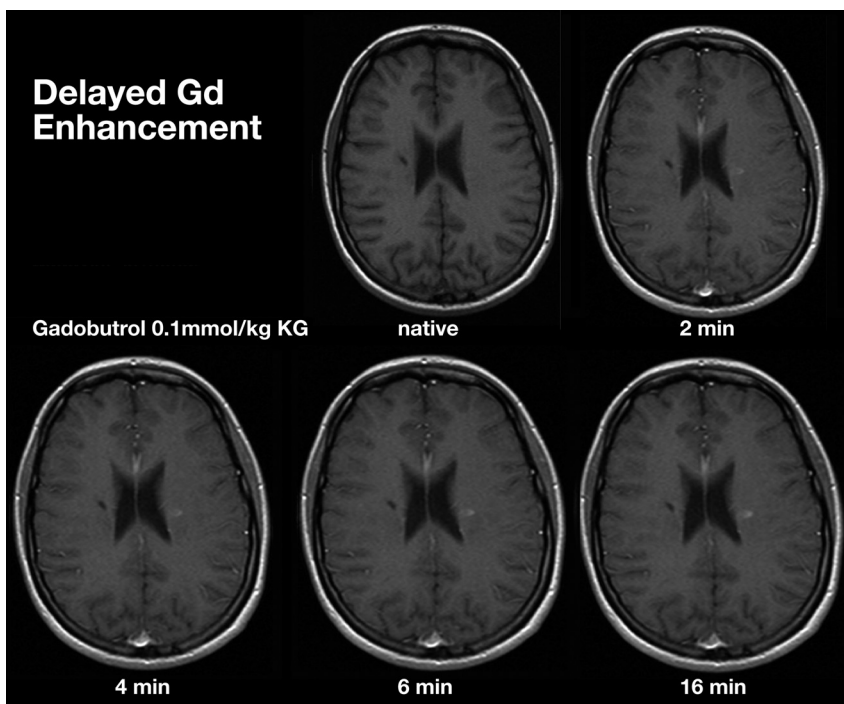 Delayed Gd
Enhancement
Gadobutrol 0.1mmol/kg KG
native
2 min
4 min
6 min
16 min